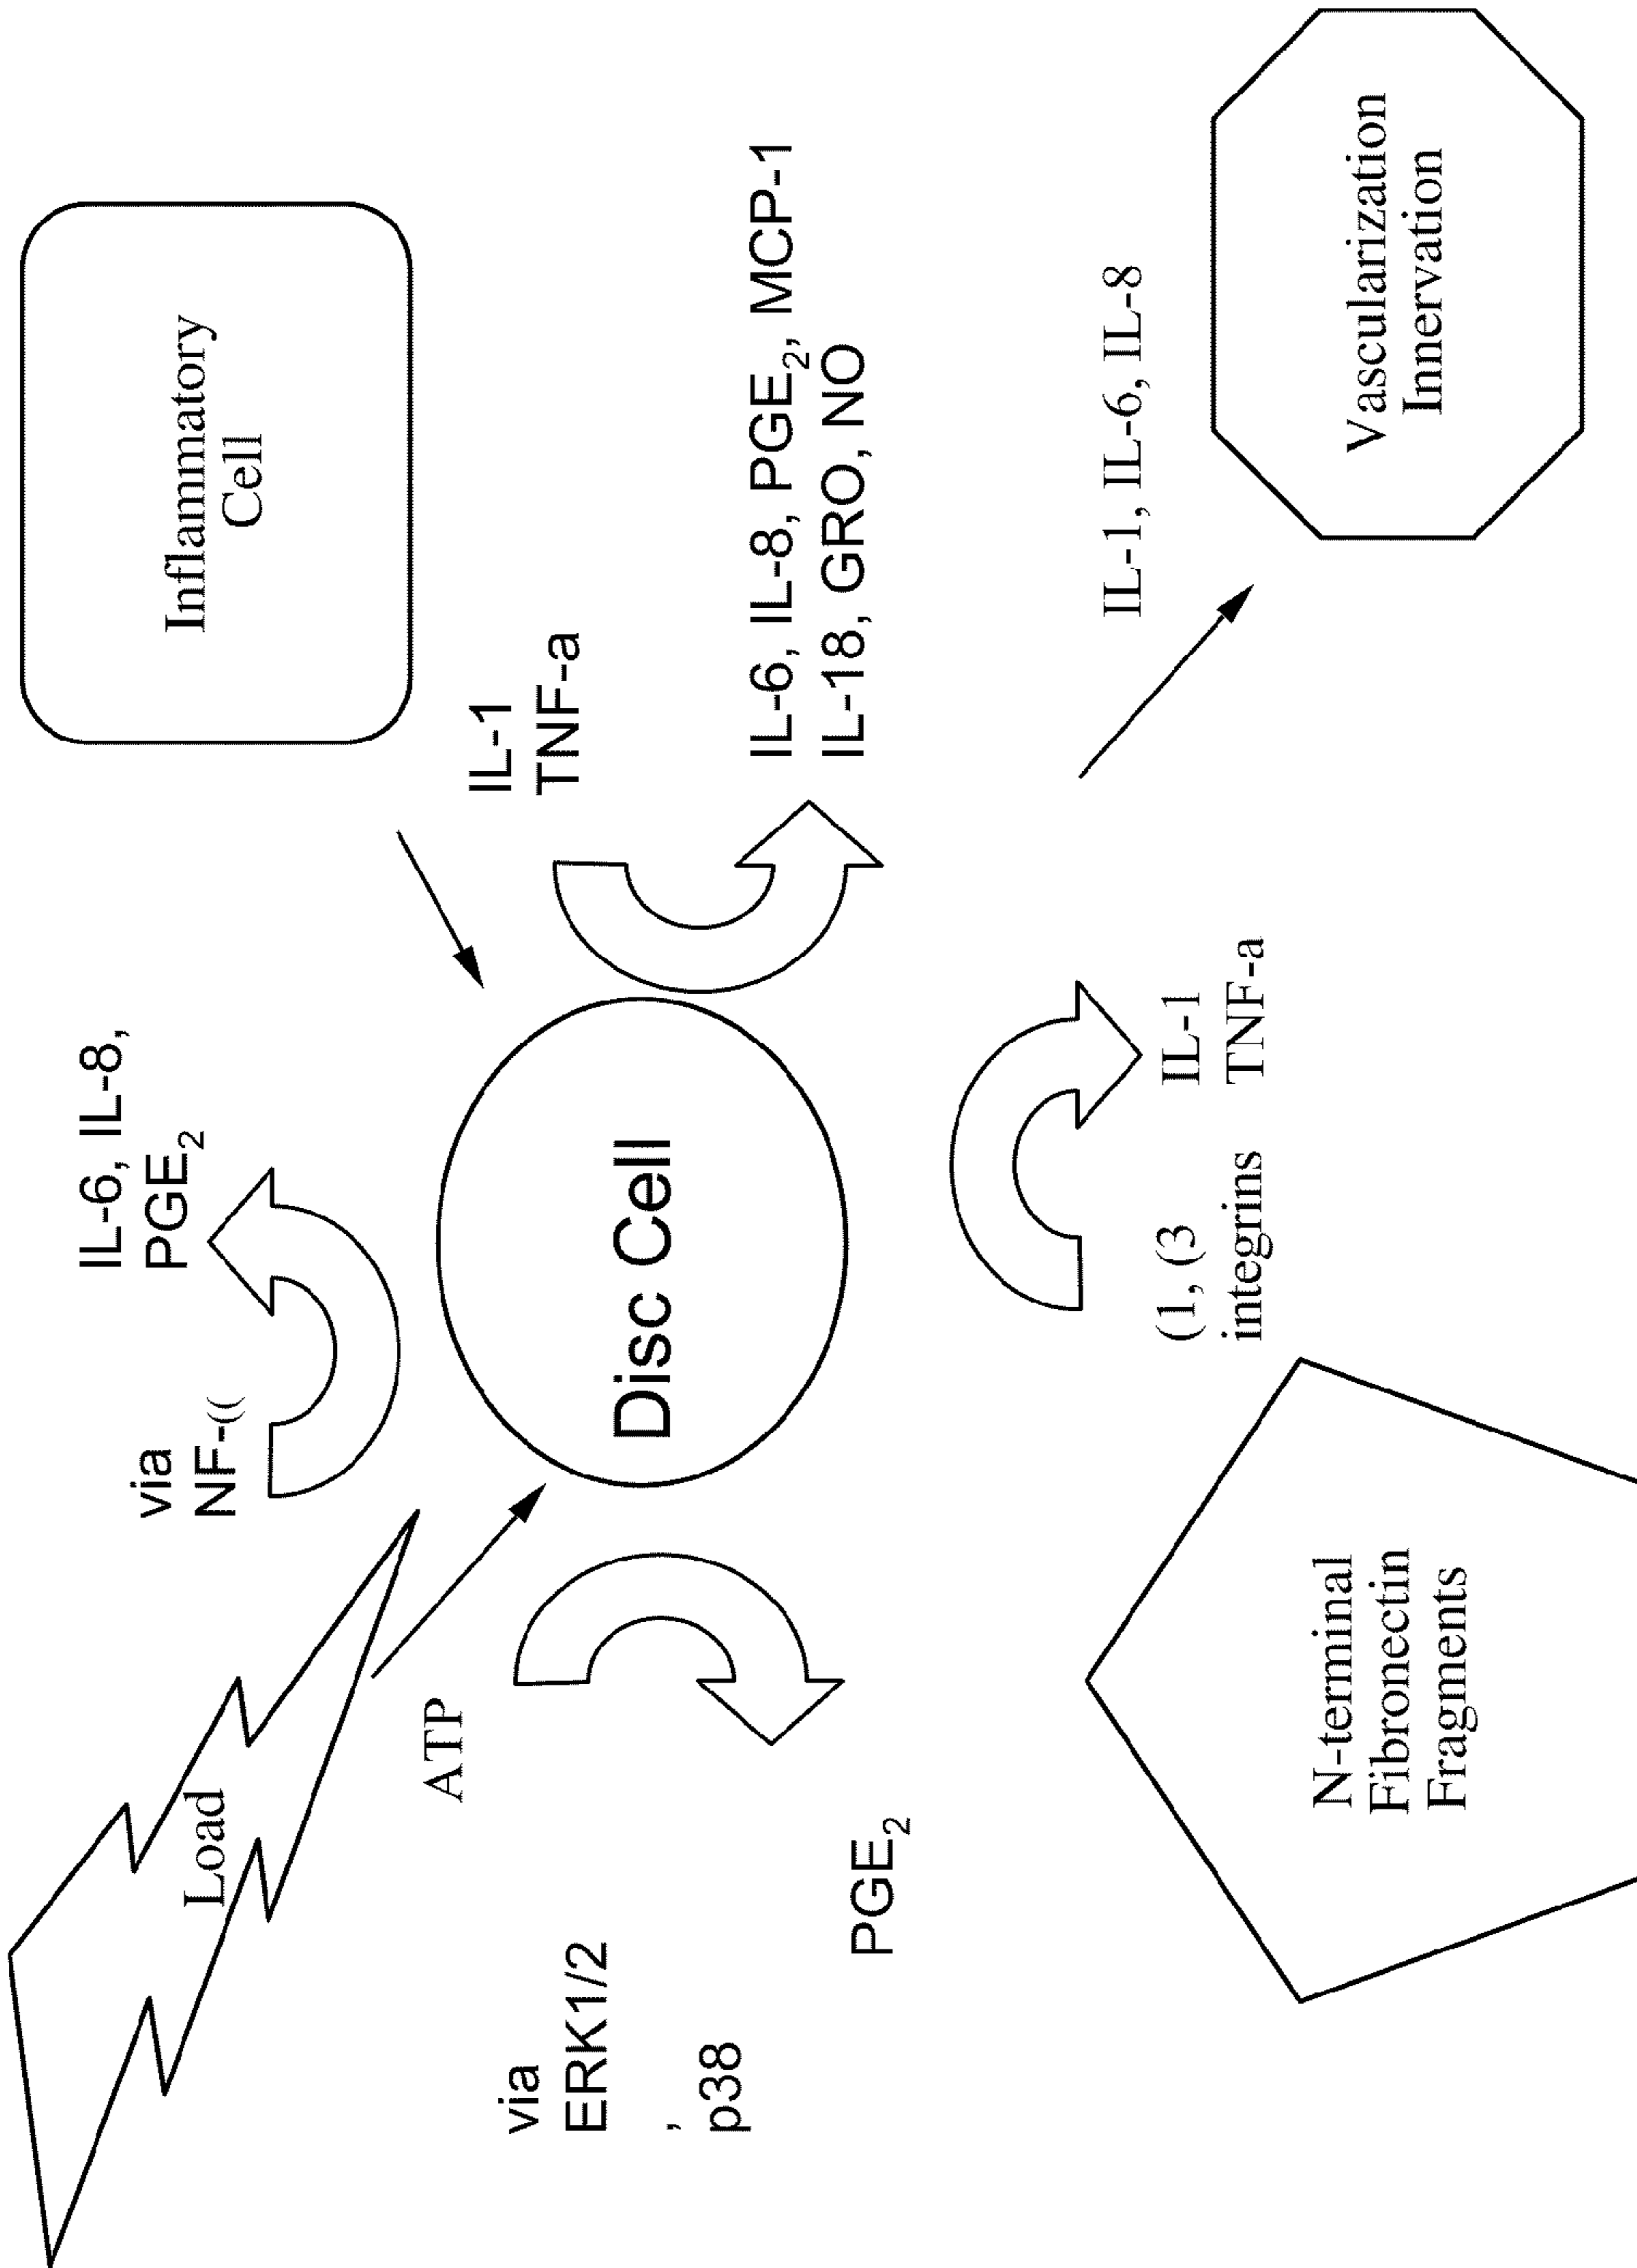 Load
via
NF-((
IL-6, IL-8,
PGE2
Inflammatory
Cell
ATP
IL-1
TNF-a
via
ERK1/2
,
p38
Disc Cell
IL-6, IL-8, PGE2, MCP-1
IL-18, GRO, NO
PGE2
(1, (3
integrins
IL-1
TNF-a
IL-1, IL-6, IL-8
N-terminal
Fibronectin
Fragments
Vascularization
Innervation